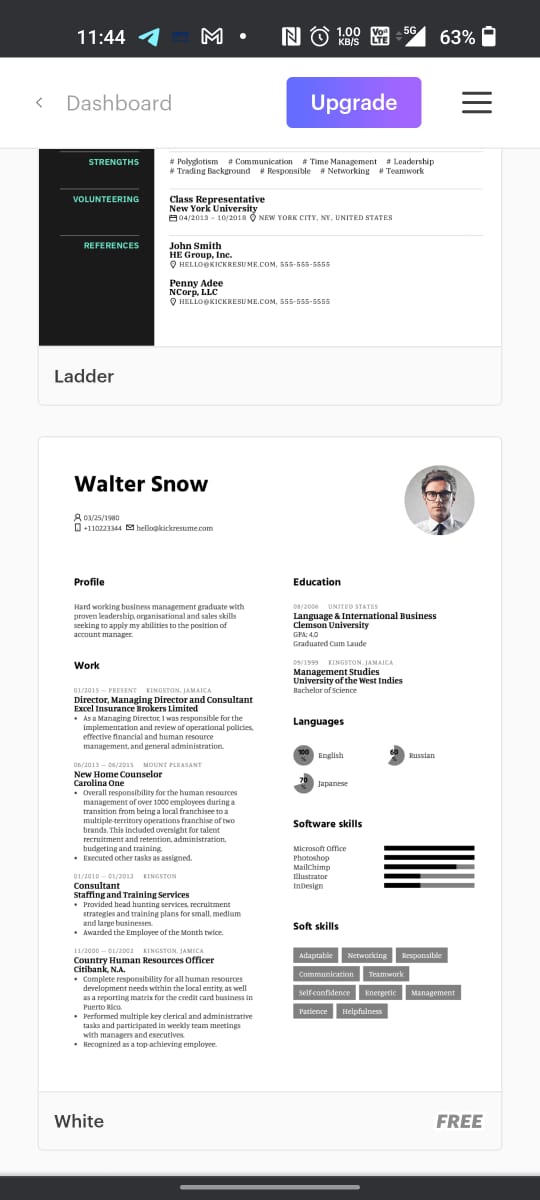 11:44
1.00 KB/S
Vo LTE
5G
63%
Dashboard
Upgrade
STRENGTHS
# Polyglotism # Communication # Time Management # Leadership
# Trading Background # Responsible # Networking # Teamwork
VOLUNTEERING
Class Representative
New York University
04/2013 – 10/2018 NEW YORK CITY, NY, UNITED STATES
REFERENCES
John Smith
HE Group, Inc.
HELLO@KICKRESUME.COM, 555-555-5555
Penny Adee
NCorp, LLC
HELLO@KICKRESUME.COM, 555-555-5555
Ladder
Walter Snow
03/25/1980
+110223344 hello@kickresume.com
Profile
Hard working business management graduate with
proven leadership, organisational and sales skills
seeking to apply my abilities to the position of
account manager.
Work
01/2015 – PRESENT KINGSTON, JAMAICA
Director, Managing Director and Consultant
Excel Insurance Brokers Limited
• As a Managing Director, I was responsible for the
implementation and review of operational policies,
effective financial and human resource
management, and general administration.
06/2013 – 06/2015 MOUNT PLEASANT
New Home Counselor
Carolina One
• Overall responsibility for the human resources
management of over 1000 employees during a
transition from being a local franchisee to a
multiple-territory operations franchise of two
brands. This included oversight for talent
recruitment and retention, administration,
budgeting and training.
• Executed other tasks as assigned.
01/2010 – 01/2012 KINGSTON
Consultant
Staffing and Training Services
• Provided head hunting services, recruitment
strategies and training plans for small, medium
and large businesses.
• Awarded the Employee of the Month twice.
11/2000 – 01/2002 KINGSTON, JAMICA
Country Human Resources Officer
Citibank, N.A.
• Complete responsibility for all human resources
development needs within the local entity, as well
as a reporting matrix for the credit card business in
Puerto Rico.
• Performed multiple key clerical and administrative
tasks and participated in weekly team meetings
with managers and executives.
• Recognized as a top-achieving employee.
Education
08/2006 UNITED STATES
Language & International Business
Clemson University
GPA: 4.0
Graduated Cum Laude
09/1999 KINGSTON, JAMAICA
Management Studies
University of the West Indies
Bachelor of Science
Languages
100 % English
60 % Russian
70 % Japanese
Software skills
Microsoft Office
Photoshop
MailChimp
Illustrator
InDesign
Soft skills
Adaptable Networking Responsible
Communication Teamwork
Self-confidence Energetic Management
Patience Helpfulness
White
FREE